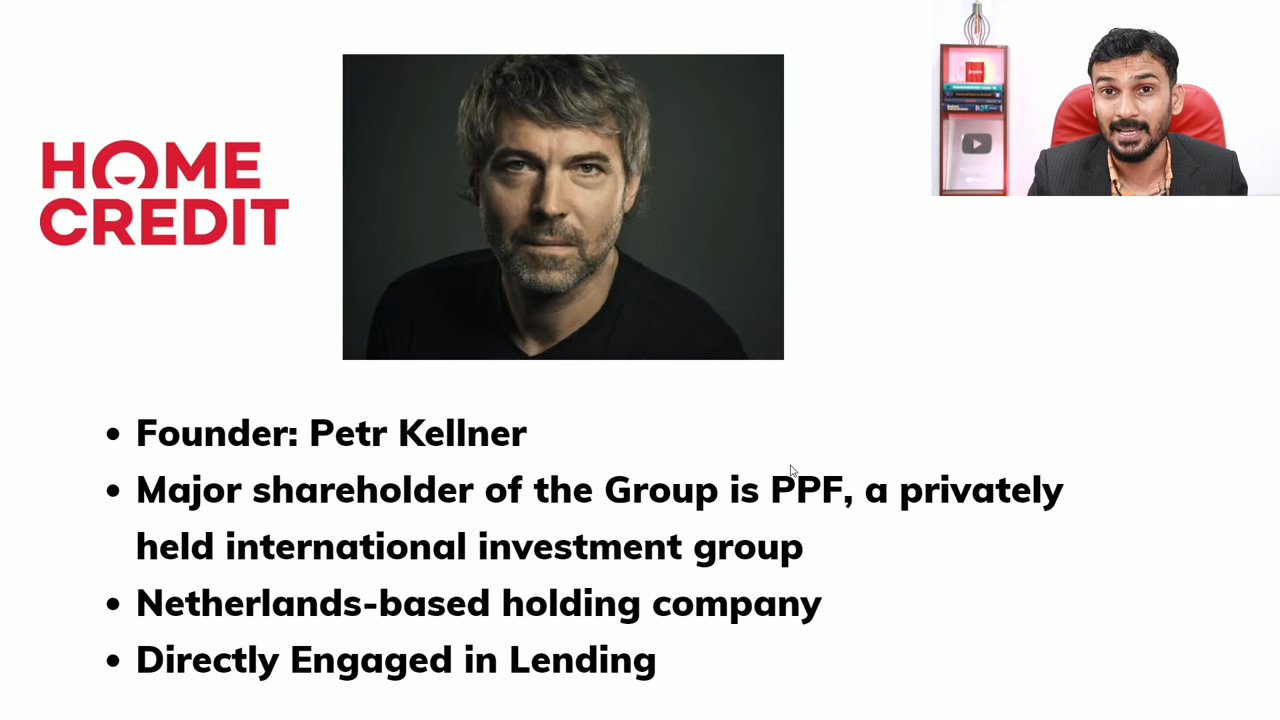 HOME
CREDIT
Founder: Petr Kellner
Major shareholder of the Group is PPF, a privately
held international investment group
Netherlands-based holding company
Directly Engaged in Lending